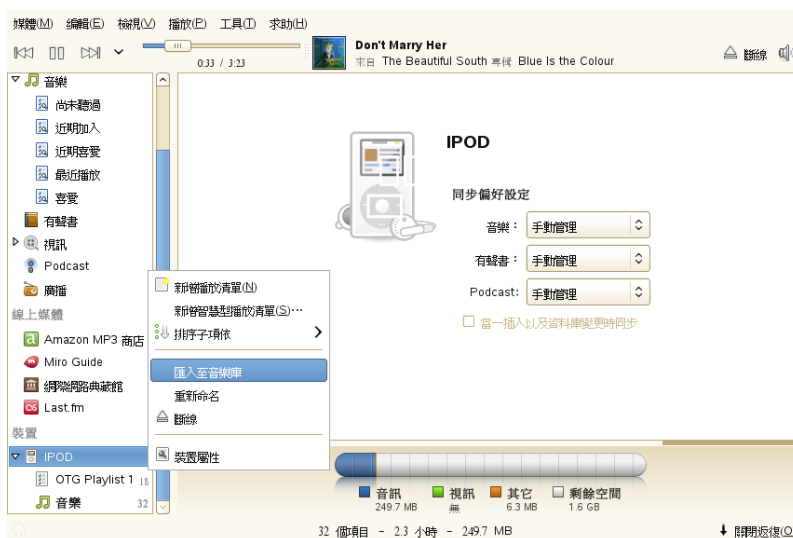 媒體(M) 編輯(E) 檢視(V) 播放(P) 工具(T) 求助(H)
0:33 / 3:23
Don't Marry Her
來自 The Beautiful South 專輯 Blue Is the Colour
斷線
音樂
尚未聽過
近期加入
近期喜愛
最近播放
喜愛
有聲書
視訊
Podcast
廣播
線上媒體
Amazon MP3 商店
Miro Guide
網際網路典藏館
Last.fm
裝置
IPOD
OTG Playlist 1 18
音樂 32
新增播放清單(N)
新增智慧型播放清單(S)...
排序子項依
匯入至音樂庫
重新命名
斷線
裝置屬性
IPOD
同步偏好設定
音樂： 手動管理
有聲書： 手動管理
Podcast: 手動管理
當一插入以及資料庫變更時同步
音訊 視訊 其它 剩餘空間
249.7 MB 無 6.3 MB 1.6 GB
32 個項目 - 2.3 小時 - 249.7 MB
關閉返復(O